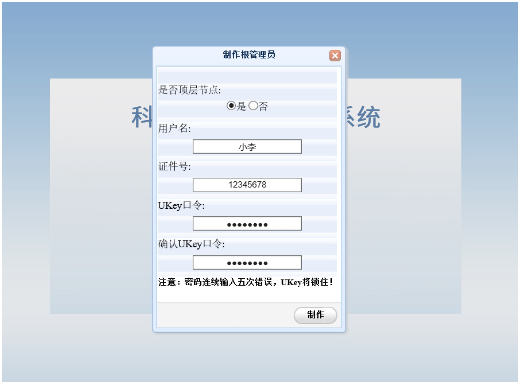 制作根管理员
科
系统
是否顶层节点:
是 否
用户名:
小李
证件号:
12345678
UKey口令:
●●●●●●●●
确认UKey口令:
●●●●●●●●
注意：密码连续输入五次错误，UKey将锁住！
制作